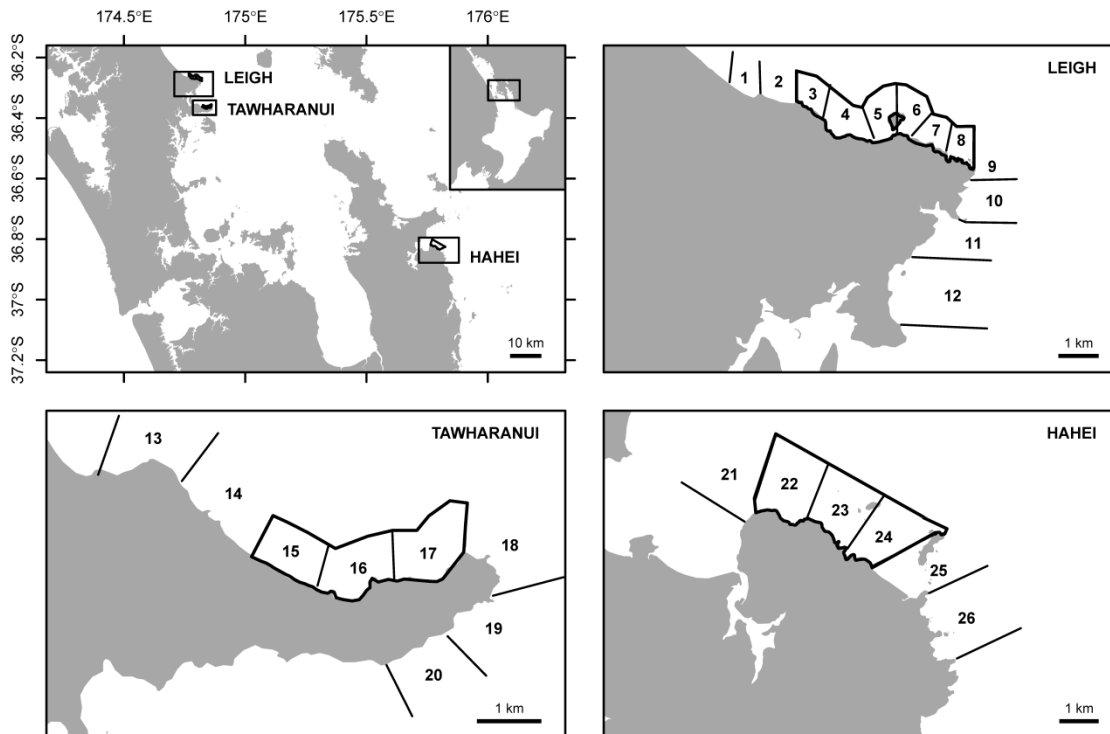 174.5°E 175°E 175.5°E 176°E
36.2°S
36.4°S
36.6°S
36.8°S
37°S
37.2°S
LEIGH
TAWHARANUI
HAHEI
10 km
LEIGH
1
2
3
4
5
6
7
8
9
10
11
12
1 km
TAWHARANUI
13
14
15
16
17
18
19
20
1 km
HAHEI
21
22
23
24
25
26
1 km